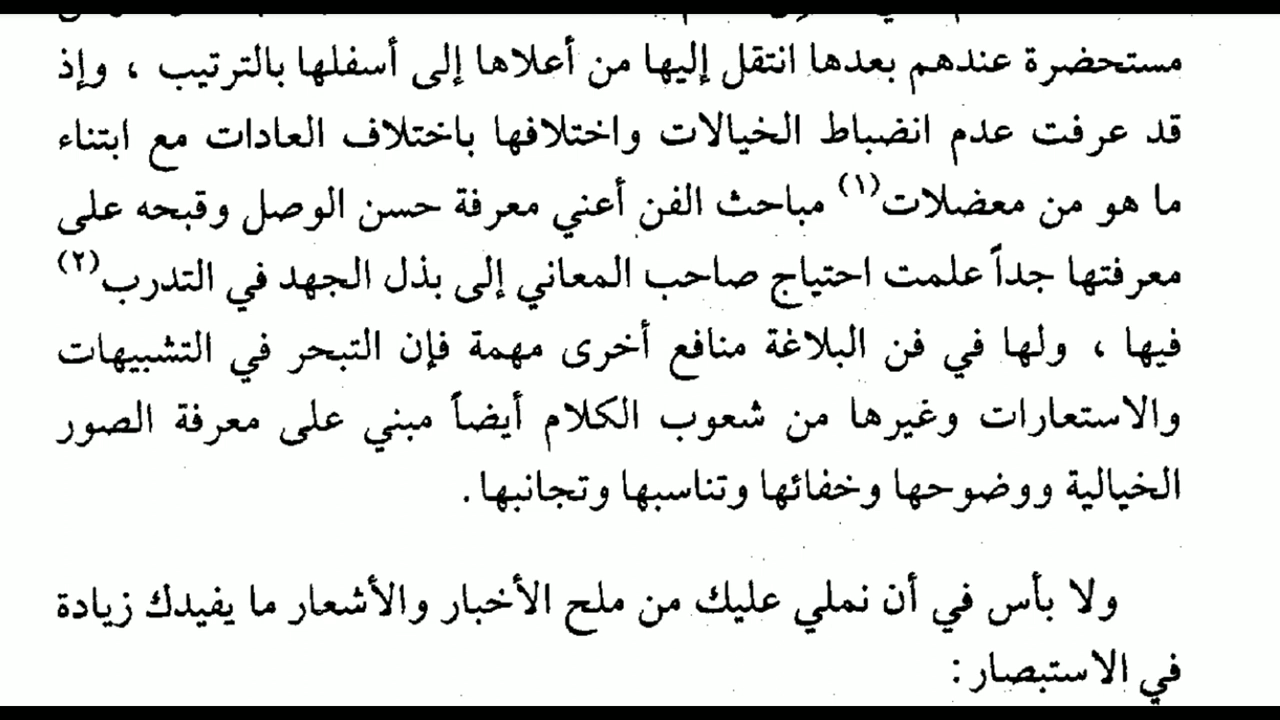 مستحضرة عندهم بعدها انتقل إليها من أعلاها إلى أسفلها بالترتيب ، وإذ
قد عرفت عدم انضباط الخيالات واختلافها باختلاف العادات مع ابتناء
ما هو من معضلات(١) مباحث الفن أعني معرفة حسن الوصل وقبحه على
معرفتها جداً علمت احتياج صاحب المعاني إلى بذل الجهد في التدرب(٢)
فيها ، ولها في فن البلاغة منافع أخرى مهمة فإن التبحر في التشبيهات
والاستعارات وغيرها من شعوب الكلام أيضاً مبني على معرفة الصور
الخيالية ووضوحها وخفائها وتناسبها وتجانبها .
ولا بأس في أن نملي عليك من ملح الأخبار والأشعار ما يفيدك زيادة
في الاستبصار :